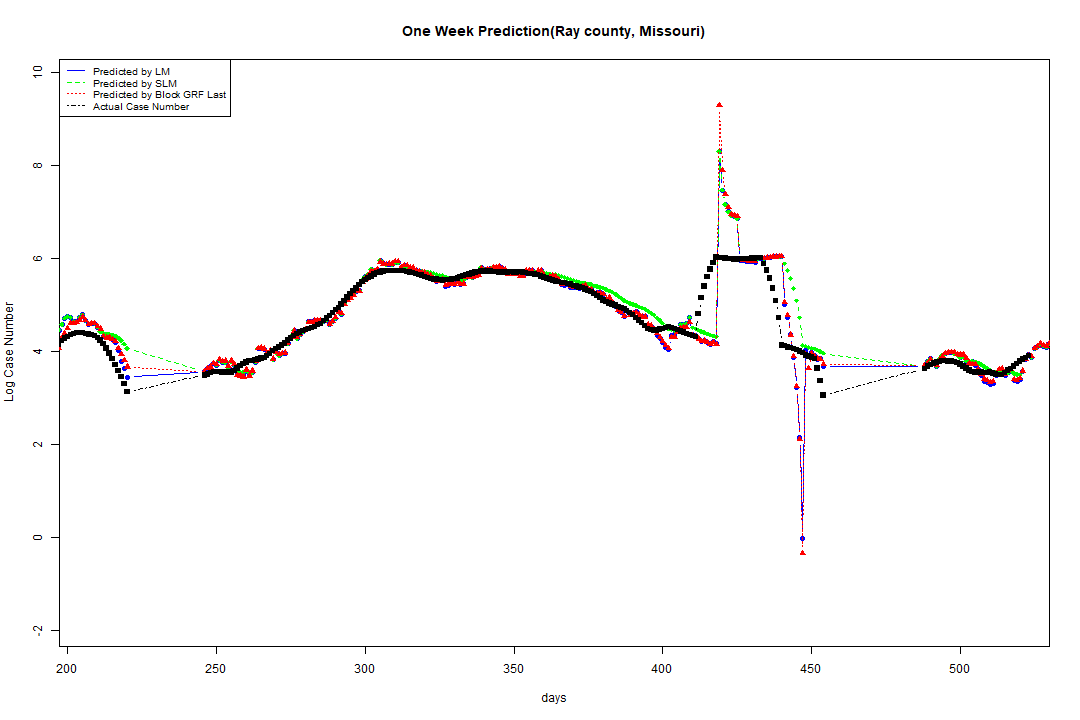 One Week Prediction(Ray county, Missouri)
Predicted by LM
Predicted by SLM
Predicted by Block GRF Last
Actual Case Number
Log Case Number
10
8
6
4
2
0
-2
200 250 300 350 400 450 500
days